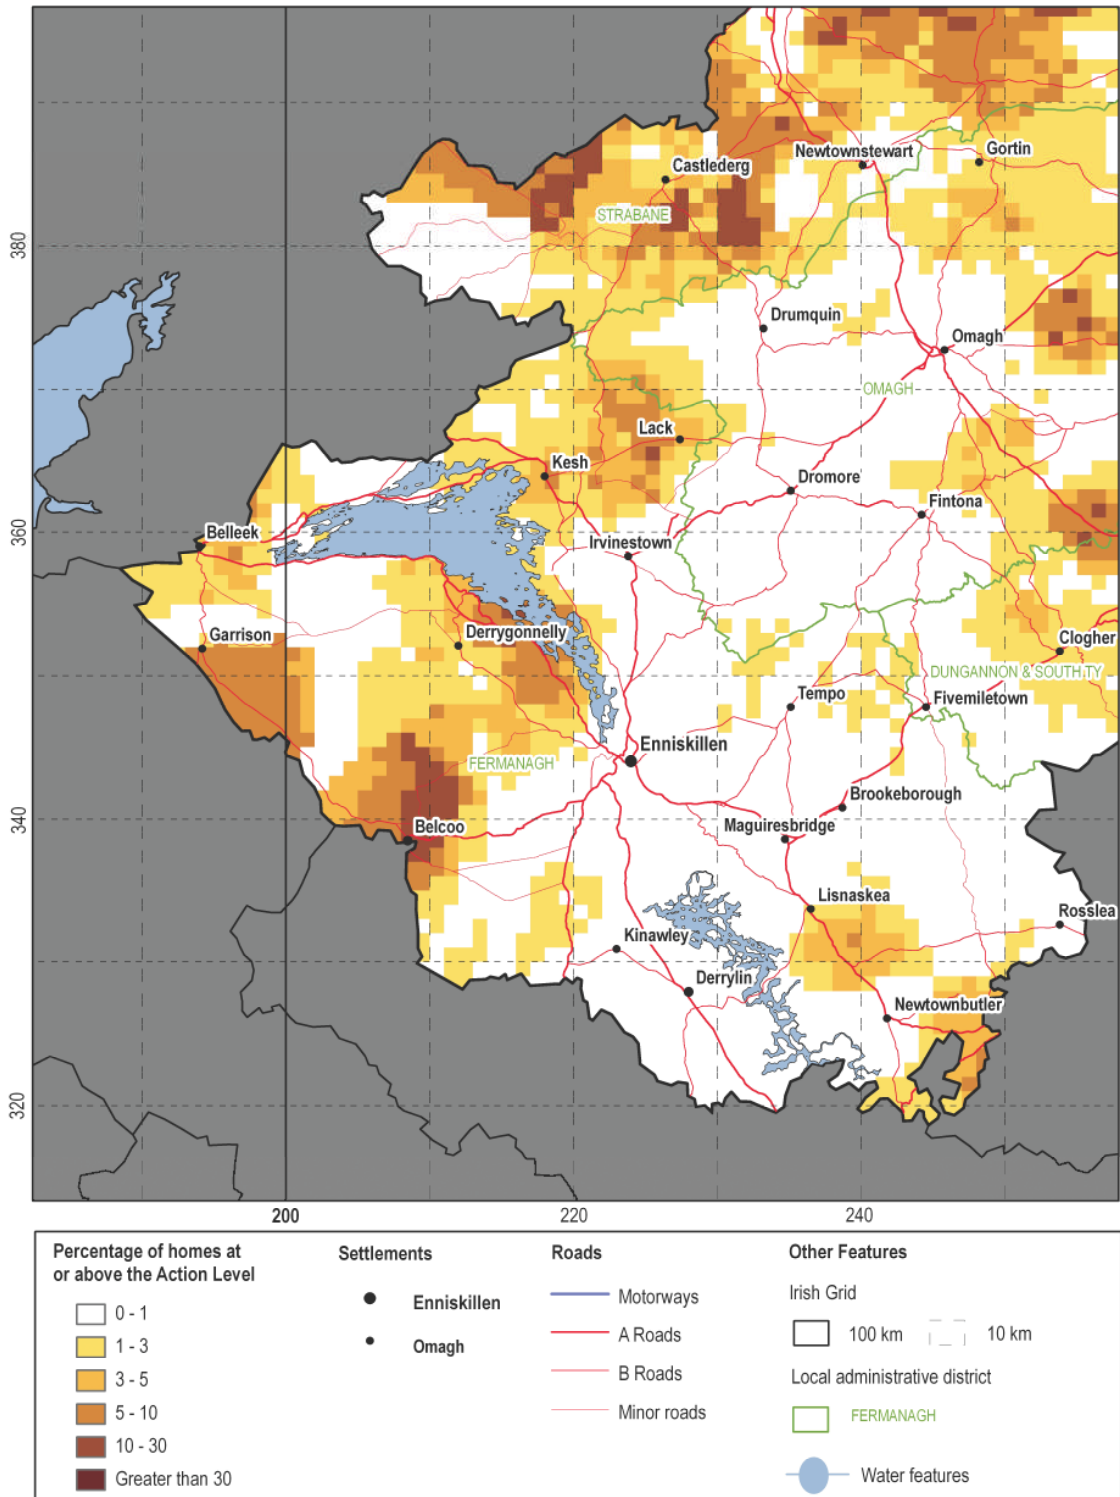 Newtownstewart
Gortin
Castlederg
STRABANE
380
Drumquin
Omagh
OMAGH
Lack
Kesh
Dromore
Fintona
360
Belleek
Irvinestown
Garrison
Derrygonnelly
Clogher
DUNGANNON & SOUTH TY
Tempo
Fivemiletown
Enniskillen
FERMANAGH
Brookeborough
340
Belcoo
Maguiresbridge
Lisnaskea
Rosslea
Kinawley
Derrylin
Newtownbutler
320
200
220
240
Percentage of homes at
or above the Action Level
0 - 1
1 - 3
3 - 5
5 - 10
10 - 30
Greater than 30
Settlements
Enniskillen
Omagh
Roads
Motorways
A Roads
B Roads
Minor roads
Other Features
Irish Grid
100 km
10 km
Local administrative district
FERMANAGH
Water features